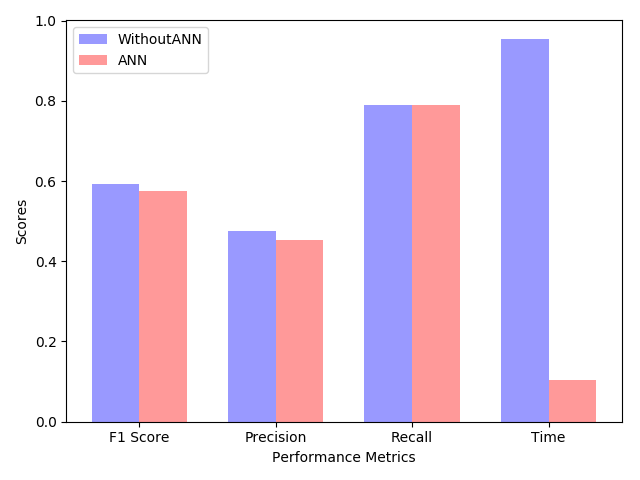 WithoutANN
ANN
1.0
0.8
0.6
0.4
0.2
0.0
Scores
F1 Score
Precision
Recall
Time
Performance Metrics